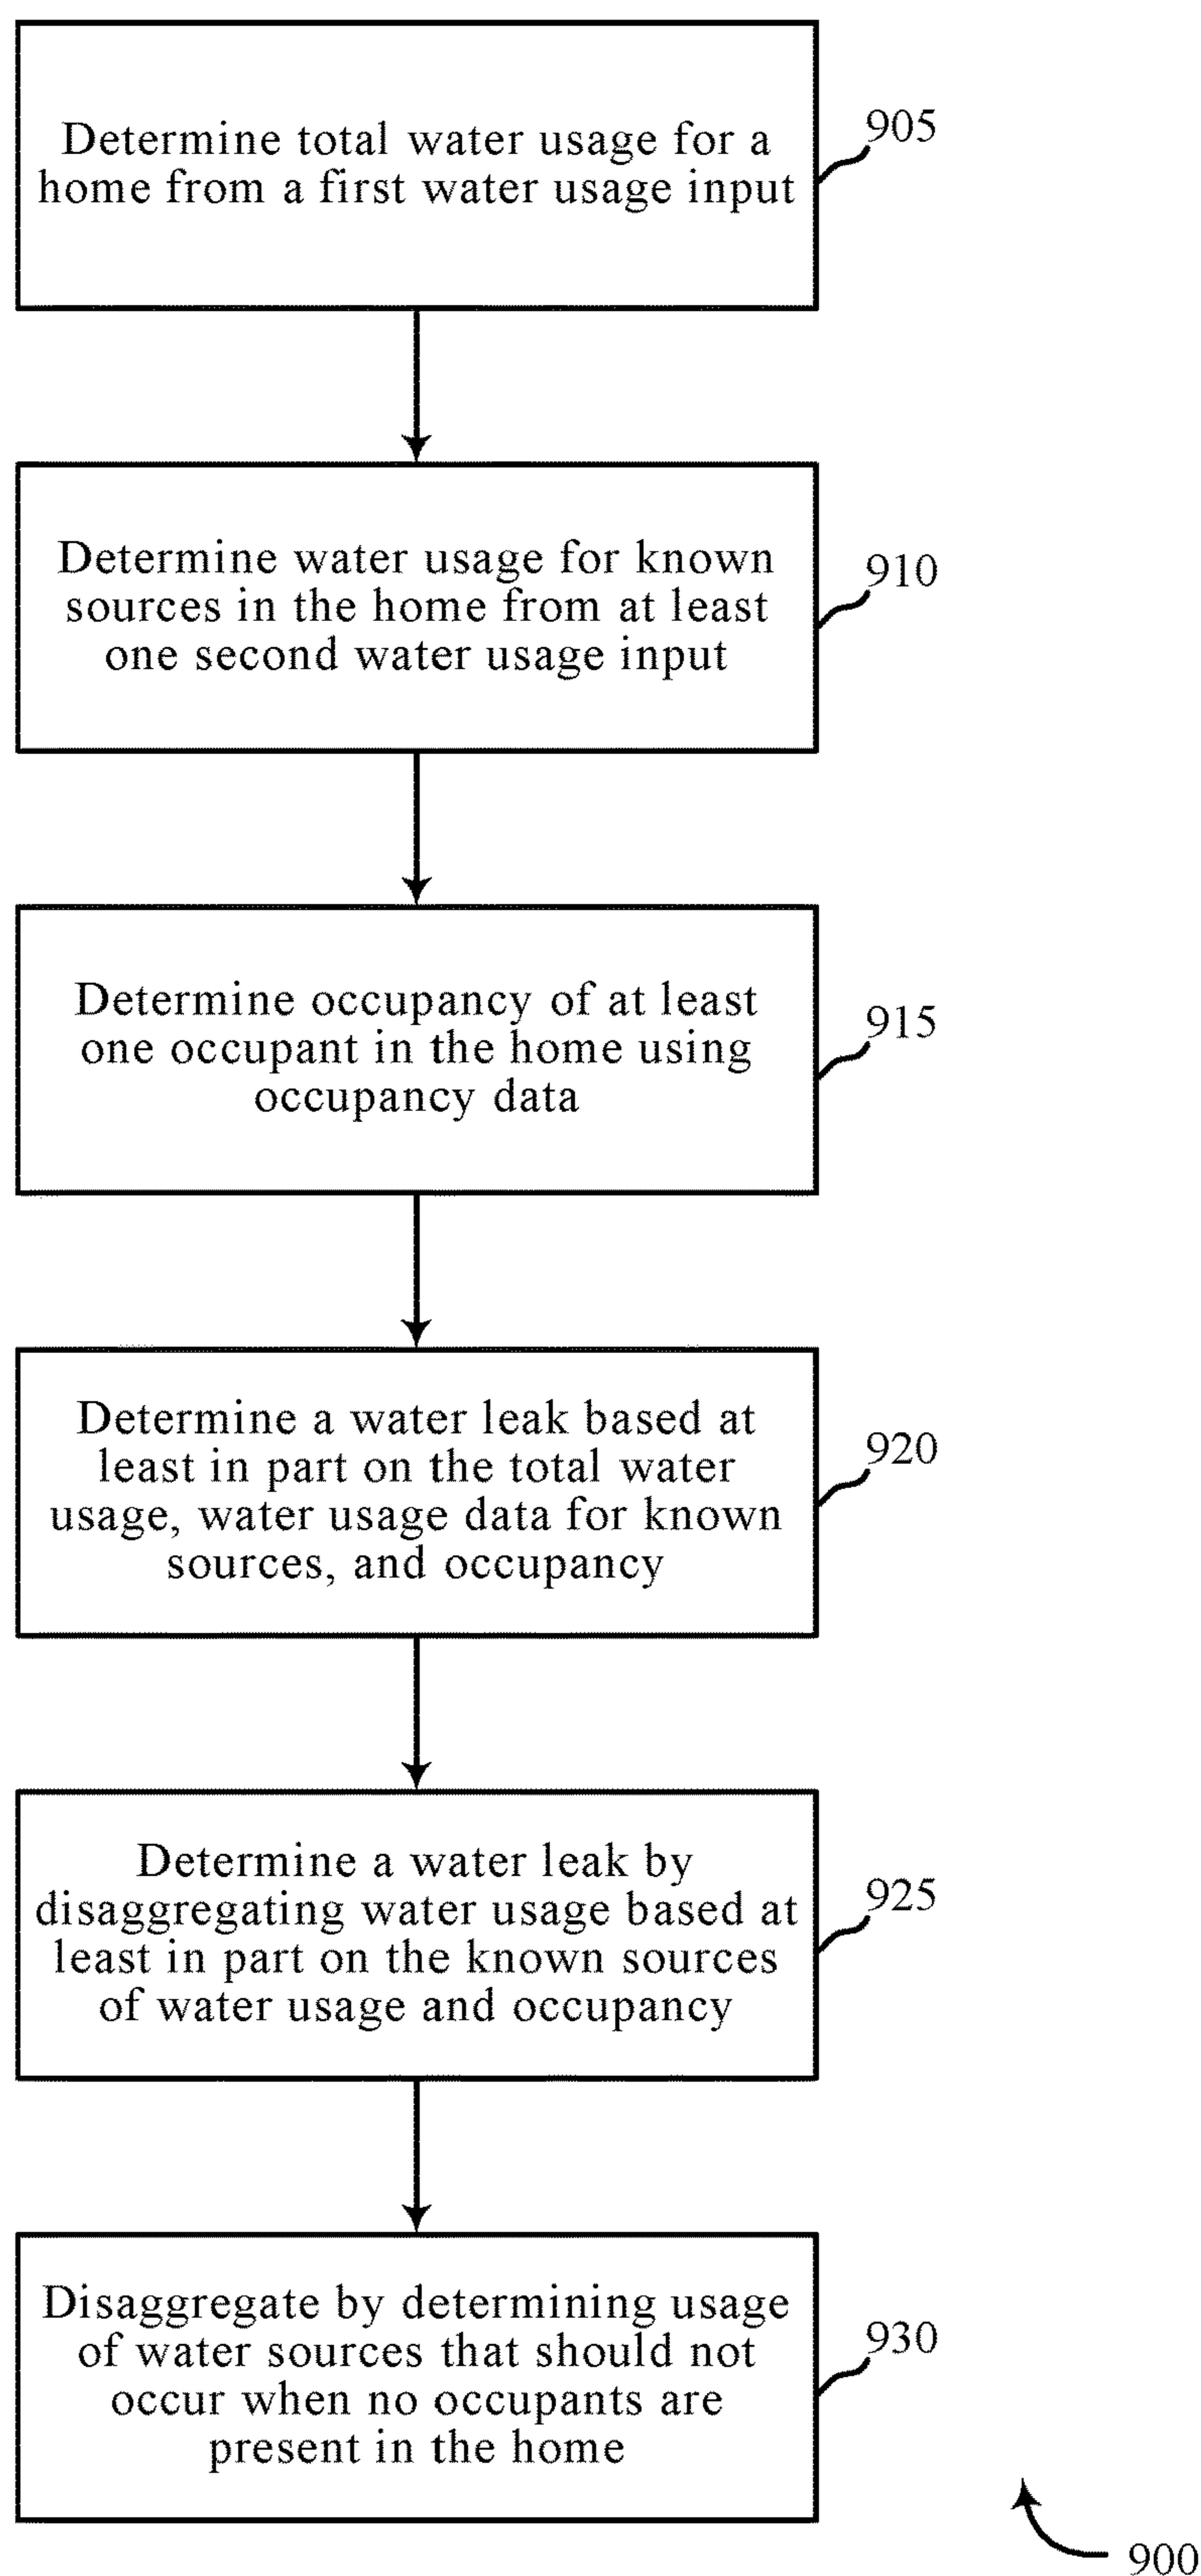 Determine total water usage for a
home from a first water usage input
905
Determine water usage for known
sources in the home from at least
one second water usage input
910
Determine occupancy of at least
one occupant in the home using
occupancy data
915
Determine a water leak based at
least in part on the total water
usage, water usage data for known
sources, and occupancy
920
Determine a water leak by
disaggregating water usage based at
least in part on the known sources
of water usage and occupancy
925
Disaggregate by determining usage
of water sources that should not
occur when no occupants are
present in the home
930
900